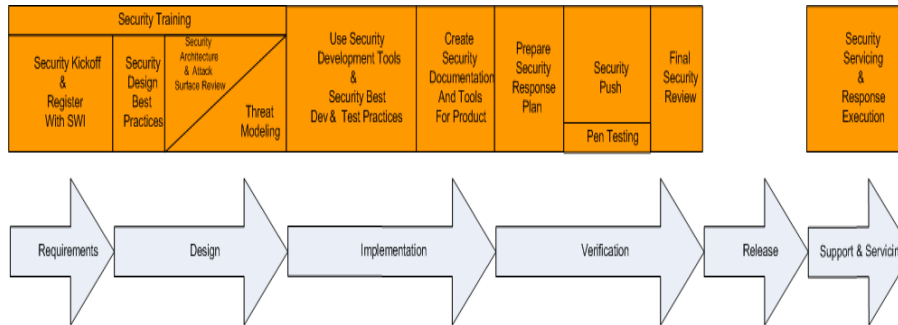 Security Training
Security Kickoff
&
Register
With SWI
Security
Design
Best
Practices
Security
Architecture
& Attack
Surface Review
Threat
Modeling
Use Security
Development Tools
&
Security Best
Dev & Test Practices
Create
Security
Documentation
And Tools
For Product
Prepare
Security
Response
Plan
Security
Push
Pen Testing
Final
Security
Review
Security
Servicing
&
Response
Execution
Requirements
Design
Implementation
Verification
Release
Support & Servicing